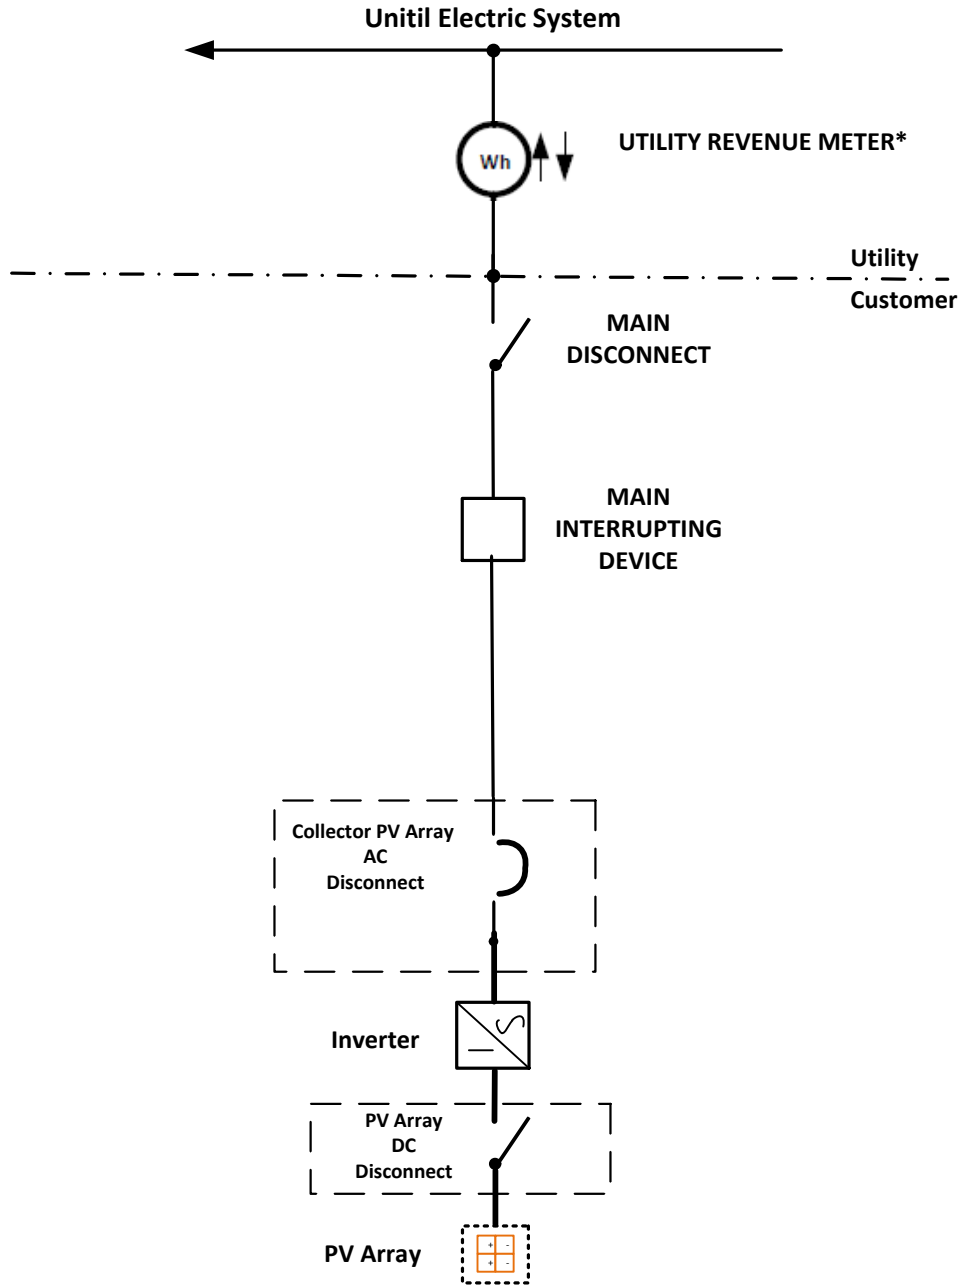 Unitil Electric System
Wh
UTILITY REVENUE METER*
Utility
Customer
MAIN
DISCONNECT
MAIN
INTERRUPTING
DEVICE
Collector PV Array
AC
Disconnect
Inverter
PV Array
DC
Disconnect
PV Array
+ -
+ -